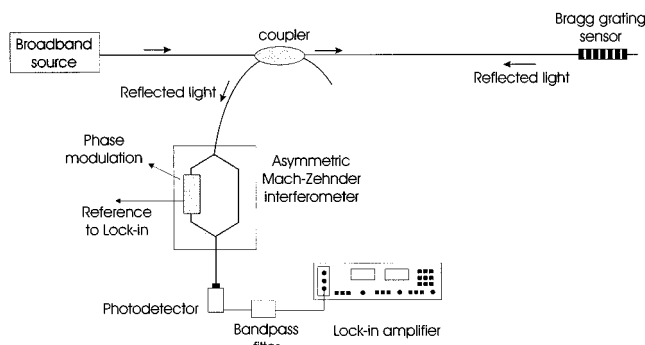 Broadband
source
coupler
Bragg grating
sensor
Reflected light
Reflected light
Phase
modulation
Asymmetric
Mach-Zehnder
interferometer
Reference
to Lock-in
Photodetector
Bandpass
filter
Lock-in amplifier